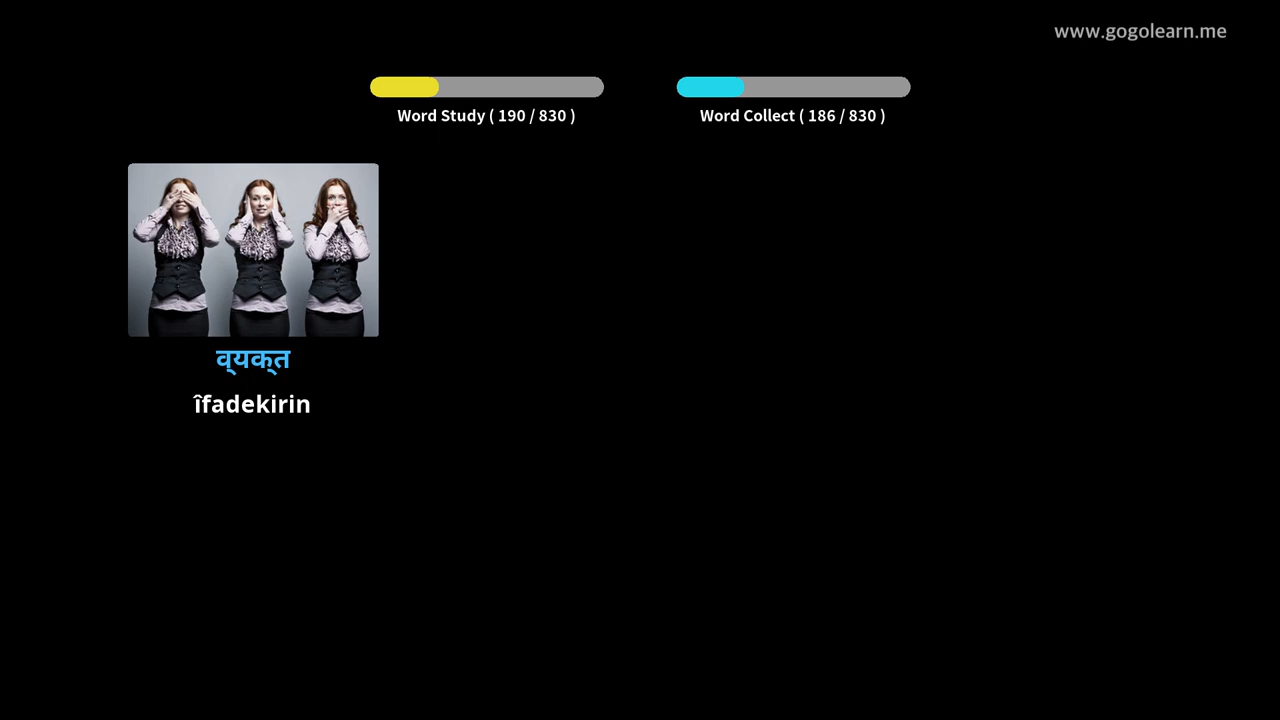 www.gogolearn.me
Word Study ( 190 / 830 )
Word Collect ( 186 / 830 )
व्यक्त
îfadekirin